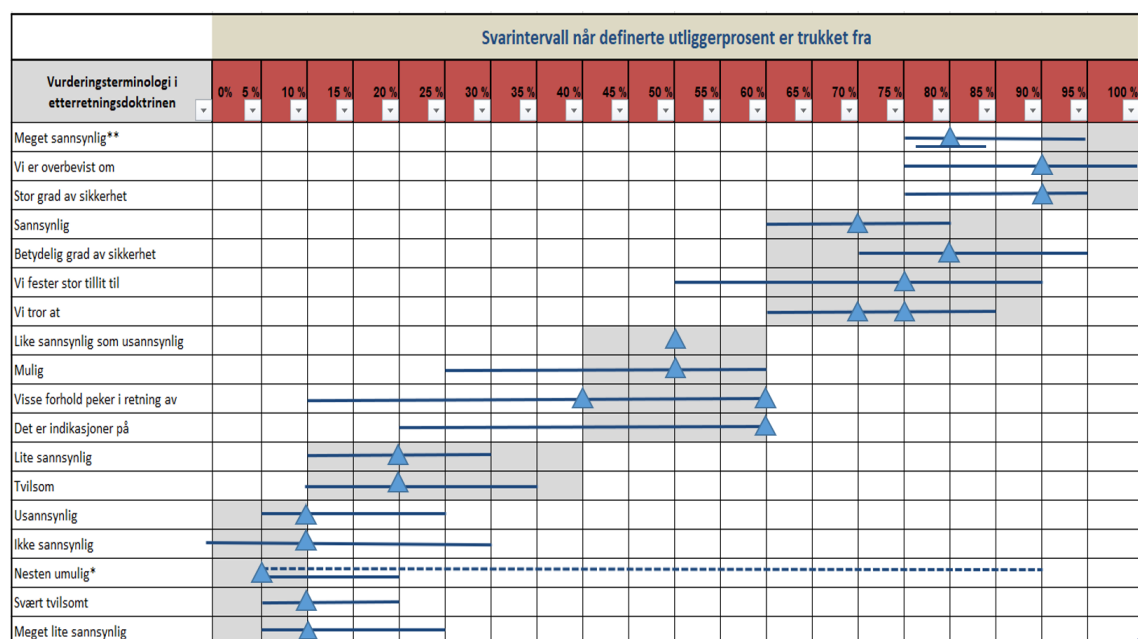 Svarintervall når definerte utliggerprosent er trukket fra
Vurderingsterminologi i
etterretningsdoktrinen
0% 5 % 10 % 15 % 20 % 25 % 30 % 35 % 40 % 45 % 50 % 55 % 60 % 65 % 70 % 75 % 80 % 85 % 90 % 95 % 100 %
Meget sannsynlig**
Vi er overbevist om
Stor grad av sikkerhet
Sannsynlig
Betydelig grad av sikkerhet
Vi fester stor tillit til
Vi tror at
Like sannsynlig som usannsynlig
Mulig
Visse forhold peker i retning av
Det er indikasjoner på
Lite sannsynlig
Tvilsom
Usannsynlig
Ikke sannsynlig
Nesten umulig*
Svært tvilsomt
Meget lite sannsynlig